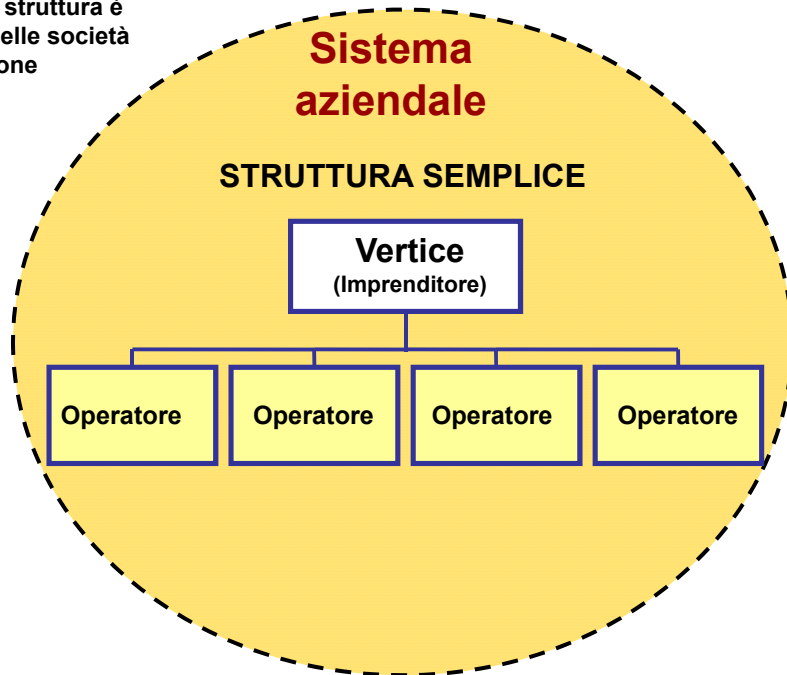 struttura è
elle società
one
Sistema
aziendale
STRUTTURA SEMPLICE
Vertice
(Imprenditore)
Operatore Operatore Operatore Operatore